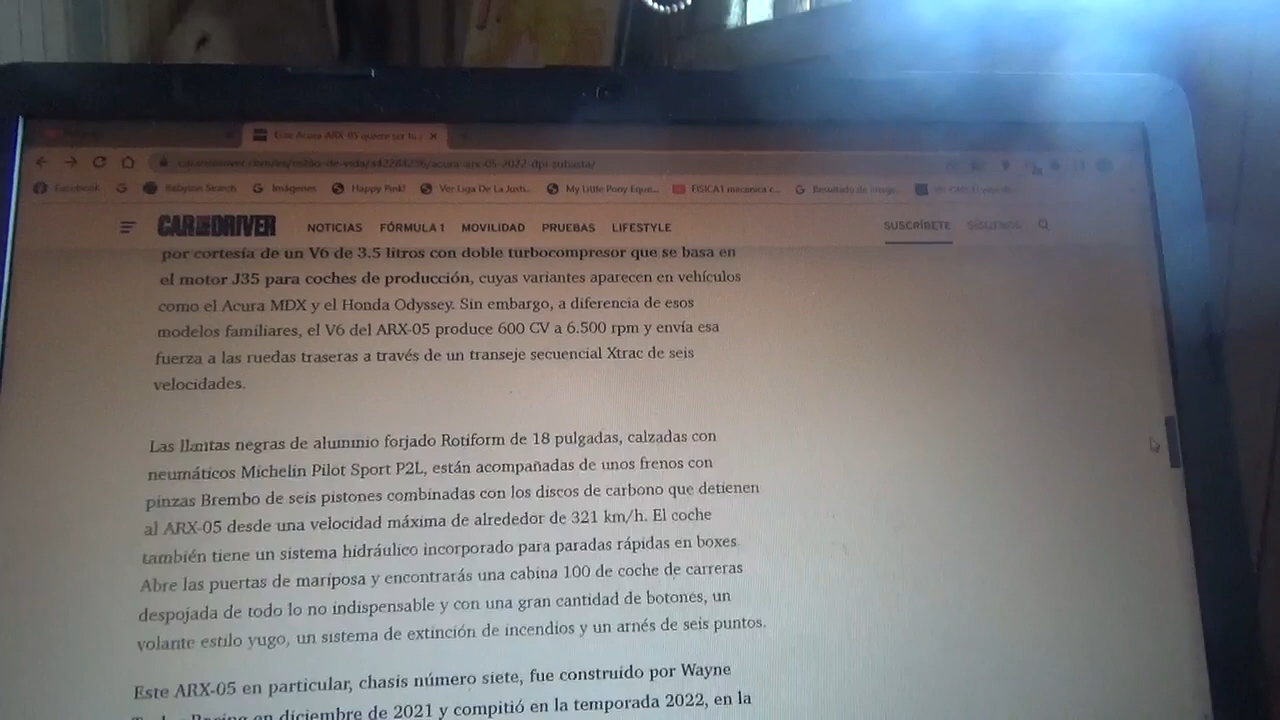 Este Acura ARX-05 quiere ser tu
caranddriver.com/es/estilo-de-vida/a42284236/acura-arx-05-2022-dpi-subasta/
Facebook
Babylon Search
Imágenes
Happy Pink!
Ver Liga De La Justi...
My Little Pony Eque...
FISICA1 mecanica c...
Resultado de image...
CAR AND DRIVER
NOTICIAS FÓRMULA 1 MOVILIDAD PRUEBAS LIFESTYLE
SUSCRÍBETE SÍGUENOS
por cortesía de un V6 de 3.5 litros con doble turbocompresor que se basa en
el motor J35 para coches de producción, cuyas variantes aparecen en vehículos
como el Acura MDX y el Honda Odyssey. Sin embargo, a diferencia de esos
modelos familiares, el V6 del ARX-05 produce 600 CV a 6.500 rpm y envía esa
fuerza a las ruedas traseras a través de un transeje secuencial Xtrac de seis
velocidades.
Las llantas negras de aluminio forjado Rotiform de 18 pulgadas, calzadas con
neumáticos Michelin Pilot Sport P2L, están acompañadas de unos frenos con
pinzas Brembo de seis pistones combinadas con los discos de carbono que detienen
al ARX-05 desde una velocidad máxima de alrededor de 321 km/h. El coche
también tiene un sistema hidráulico incorporado para paradas rápidas en boxes.
Abre las puertas de mariposa y encontrarás una cabina 100 de coche de carreras
despojada de todo lo no indispensable y con una gran cantidad de botones, un
volante estilo yugo, un sistema de extinción de incendios y un arnés de seis puntos.
Este ARX-05 en particular, chasis número siete, fue construido por Wayne
Taylor Racing en diciembre de 2021 y compitió en la temporada 2022, en la